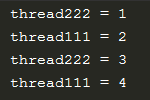 thread222 = 1
thread111 = 2
thread222 = 3
thread111 = 4